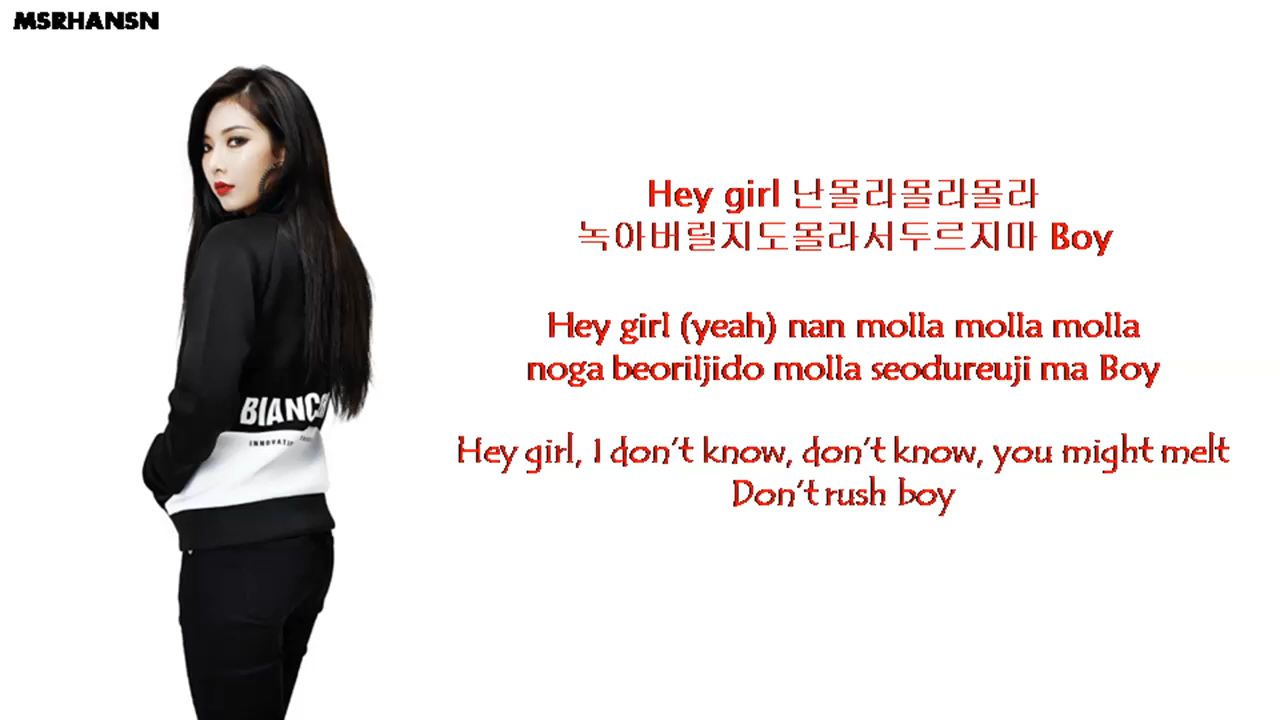 MSRHANSN
Hey girl 난몰라몰라몰라
녹아버릴지도몰라서두르지마 Boy
Hey girl (yeah) nan molla molla molla
noga beoriljido molla seodureuji ma Boy
Hey girl, I don't know, don't know, you might melt
Don't rush boy
BIANC